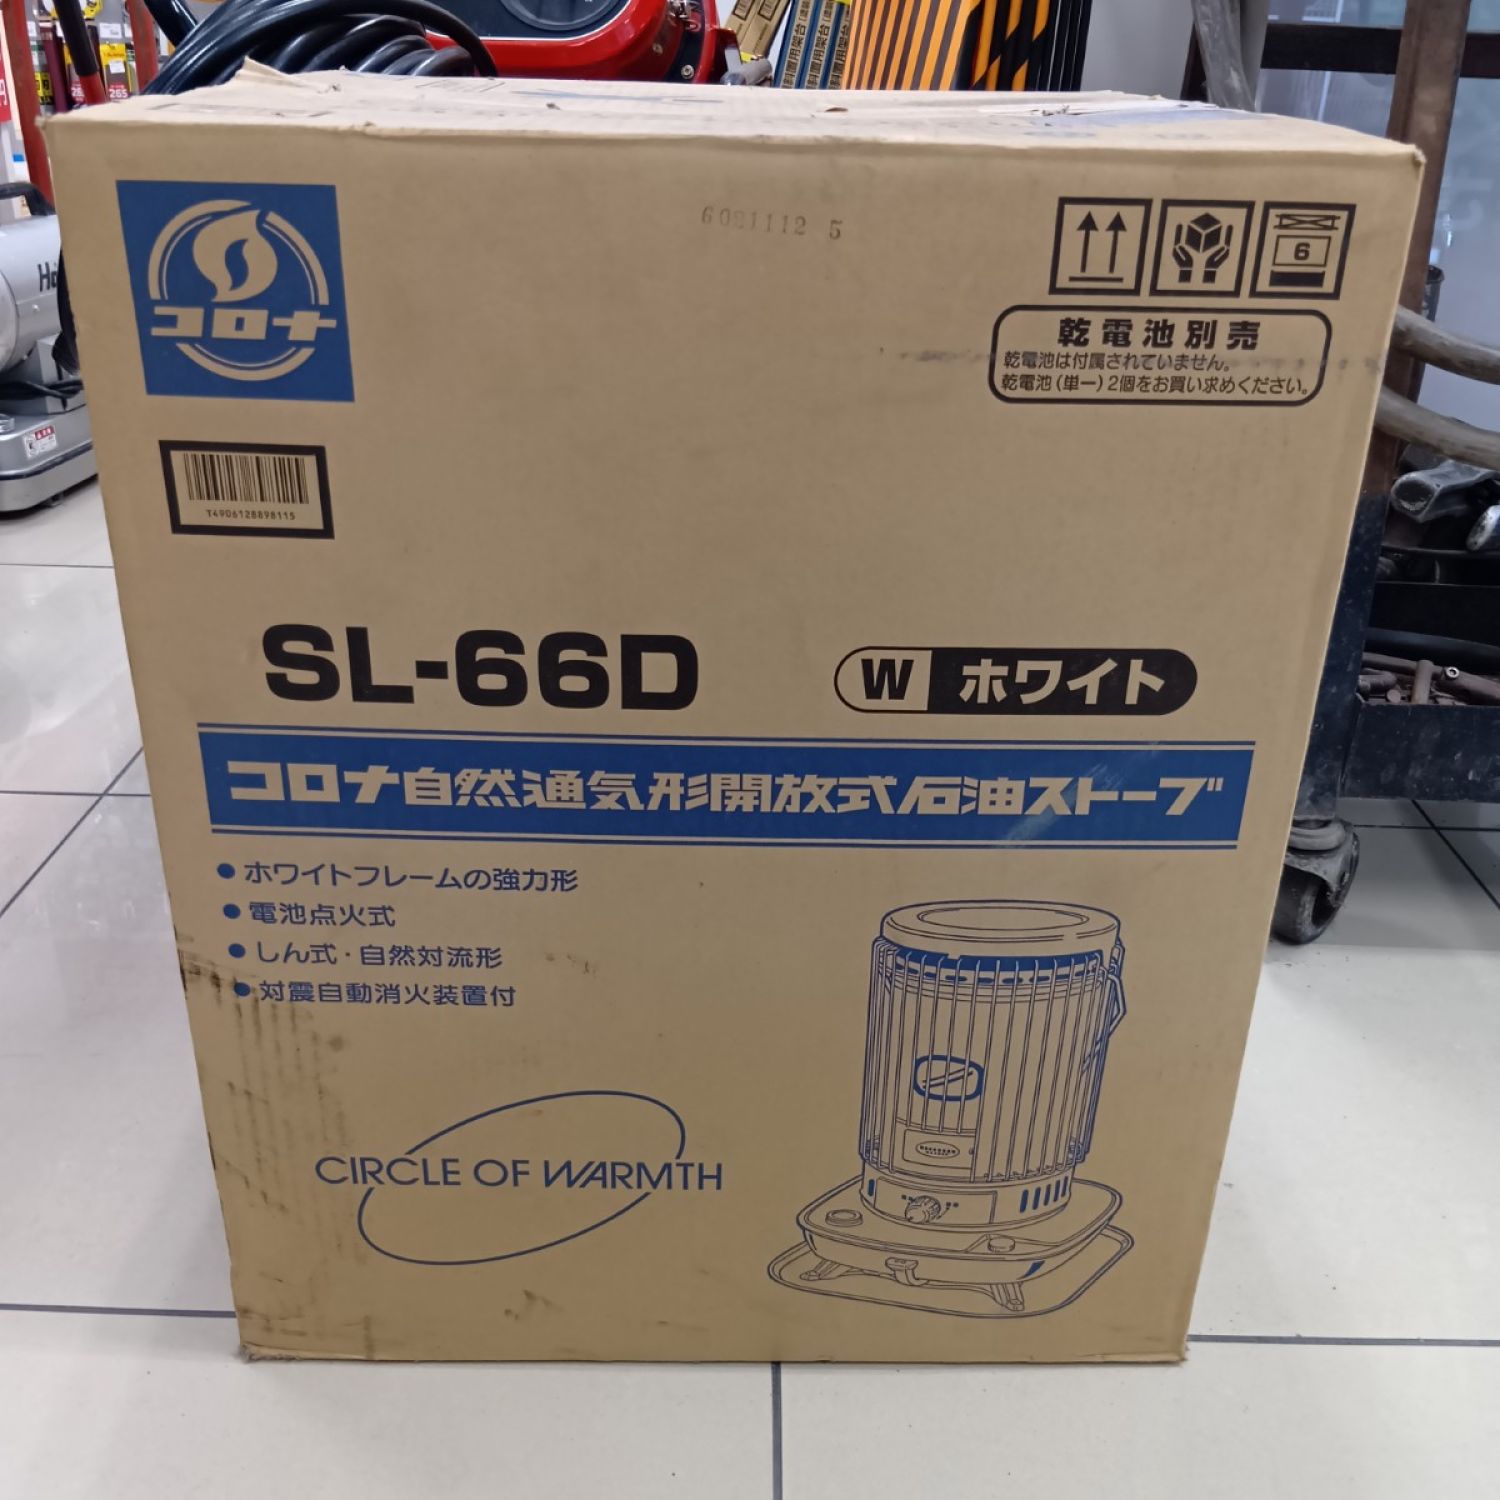 コロナ
6
乾電池別売
乾電池は付属されていません。
乾電池(単一)2個をお買い求めください。
T4906128898115
SL-66D
W ホワイト
コロナ自然通気形開放式石油ストーブ
●ホワイトフレームの強力形
●電池点火式
●しん式・自然対流形
●対震自動消火装置付
CIRCLE OF WARMTH